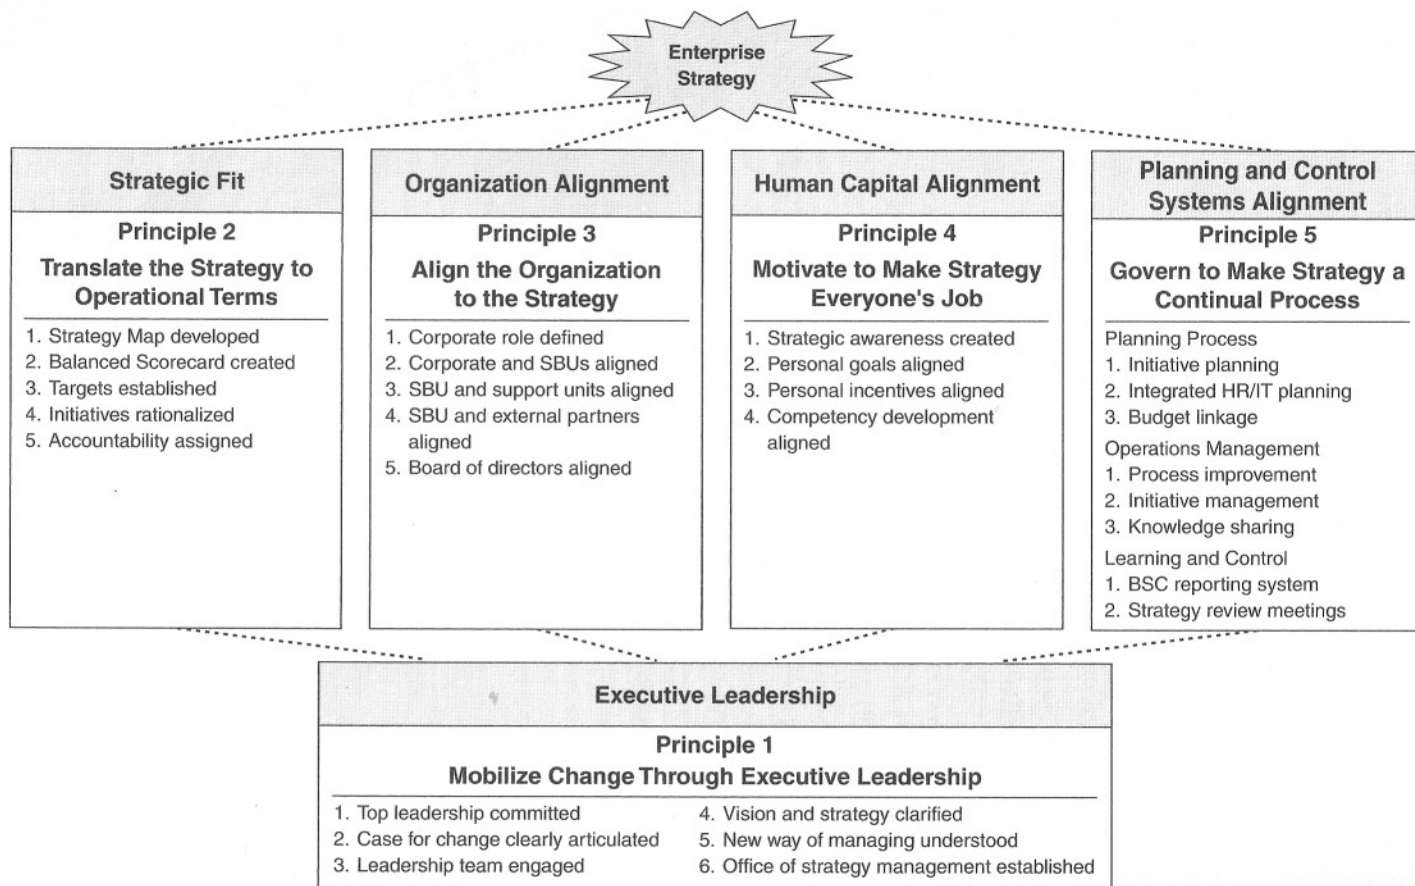 Enterprise
Strategy
Strategic Fit
Principle 2
Translate the Strategy to
Operational Terms
1. Strategy Map developed
2. Balanced Scorecard created
3. Targets established
4. Initiatives rationalized
5. Accountability assigned
Organization Alignment
Principle 3
Align the Organization
to the Strategy
1. Corporate role defined
2. Corporate and SBUs aligned
3. SBU and support units aligned
4. SBU and external partners
aligned
5. Board of directors aligned
Human Capital Alignment
Principle 4
Motivate to Make Strategy
Everyone's Job
1. Strategic awareness created
2. Personal goals aligned
3. Personal incentives aligned
4. Competency development
aligned
Planning and Control
Systems Alignment
Principle 5
Govern to Make Strategy a
Continual Process
Planning Process
1. Initiative planning
2. Integrated HR/IT planning
3. Budget linkage
Operations Management
1. Process improvement
2. Initiative management
3. Knowledge sharing
Learning and Control
1. BSC reporting system
2. Strategy review meetings
Executive Leadership
Principle 1
Mobilize Change Through Executive Leadership
1. Top leadership committed
2. Case for change clearly articulated
3. Leadership team engaged
4. Vision and strategy clarified
5. New way of managing understood
6. Office of strategy management established